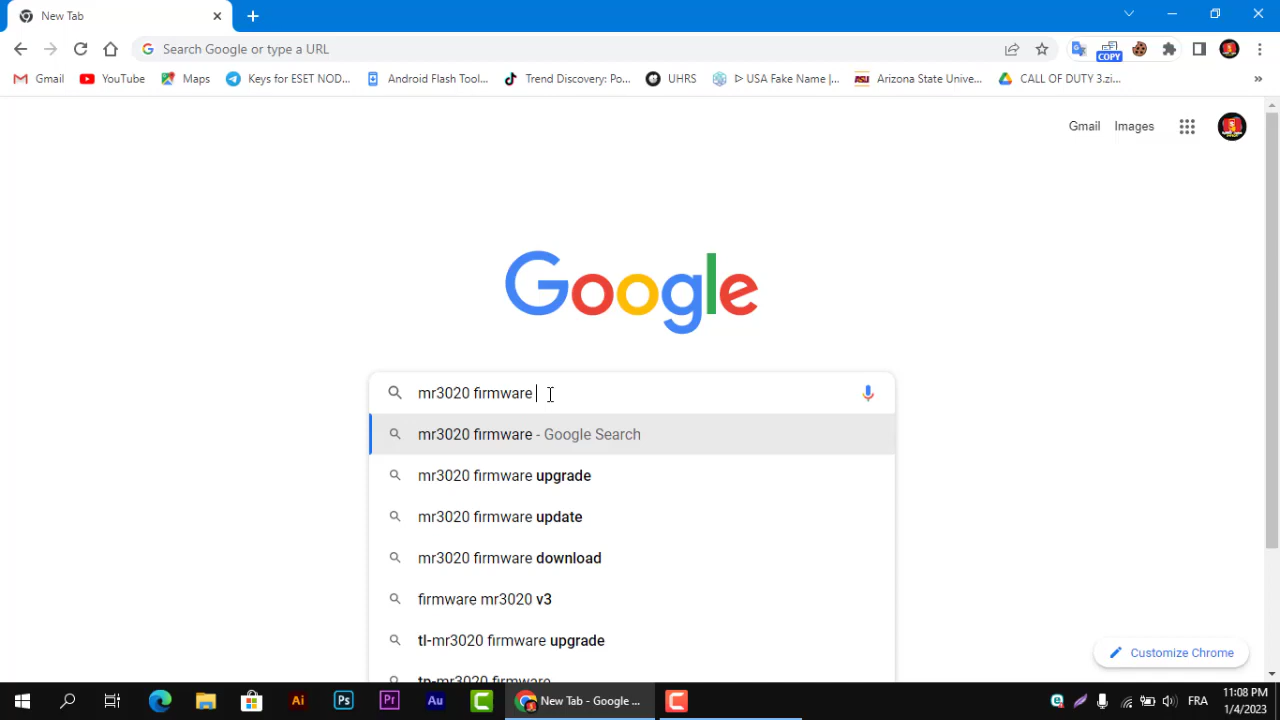 New Tab
Search Google or type a URL
COPY
Gmail
YouTube
Maps
Keys for ESET NOD...
Android Flash Tool...
Trend Discovery: Po...
UHRS
ᐅ USA Fake Name |...
Arizona State Unive...
CALL OF DUTY 3.zi...
»
Gmail
Images
Google
mr3020 firmware
mr3020 firmware - Google Search
mr3020 firmware upgrade
mr3020 firmware update
mr3020 firmware download
firmware mr3020 v3
tl-mr3020 firmware upgrade
tp-mr3020 firmware
Customize Chrome
Ai
Ps
Pr
Au
New Tab - Google ...
FRA
11:08 PM
1/4/2023